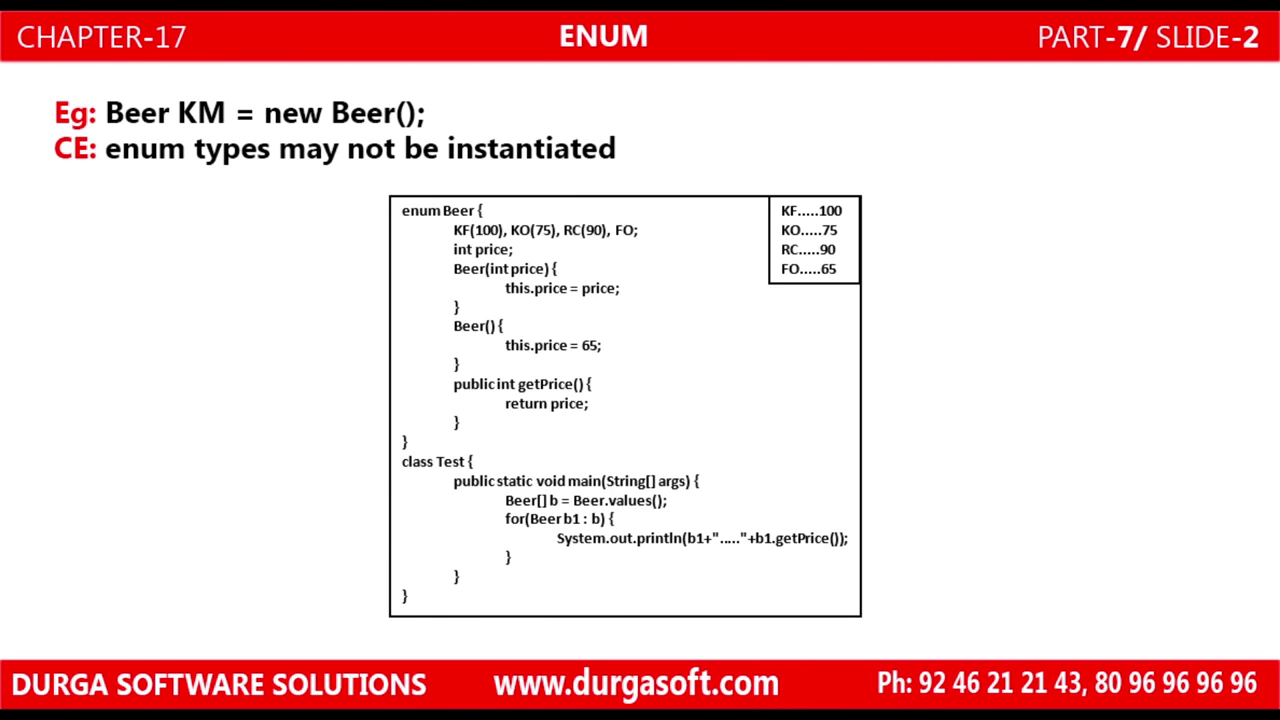 CHAPTER-17
ENUM
PART-7/ SLIDE-2
Eg: Beer KM = new Beer();
CE: enum types may not be instantiated
enum Beer {
KF(100), KO(75), RC(90), FO;
int price;
Beer(int price) {
this.price = price;
}
Beer() {
this.price = 65;
}
public int getPrice() {
return price;
}
}
class Test {
public static void main(String[] args) {
Beer[] b = Beer.values();
for(Beer b1 : b) {
System.out.println(b1+"....."+b1.getPrice());
}
}
}
KF.....100
KO.....75
RC.....90
FO.....65
DURGA SOFTWARE SOLUTIONS
www.durgasoft.com
Ph: 92 46 21 21 43, 80 96 96 96 96